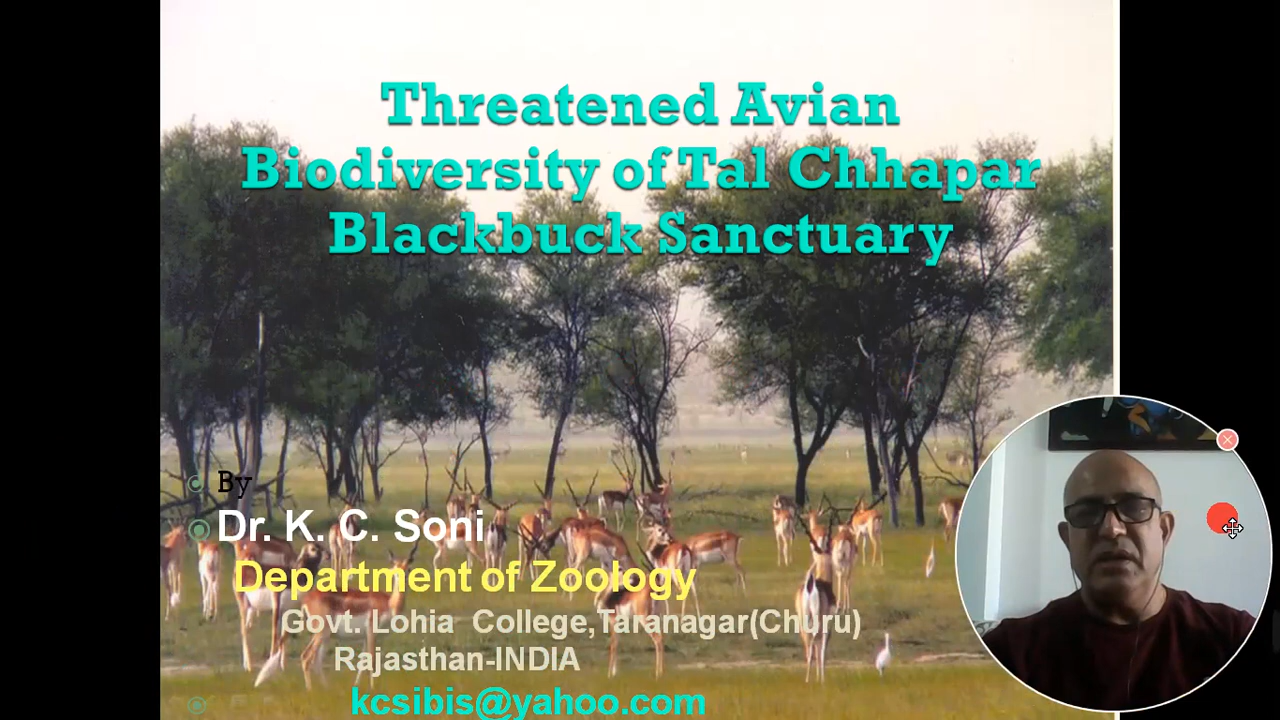 Threatened Avian
Biodiversity of Tal Chhapar
Blackbuck Sanctuary
By
Dr. K. C. Soni
Department of Zoology
Govt. Lohia College,Taranagar(Churu)
Rajasthan-INDIA
kcsibis@yahoo.com